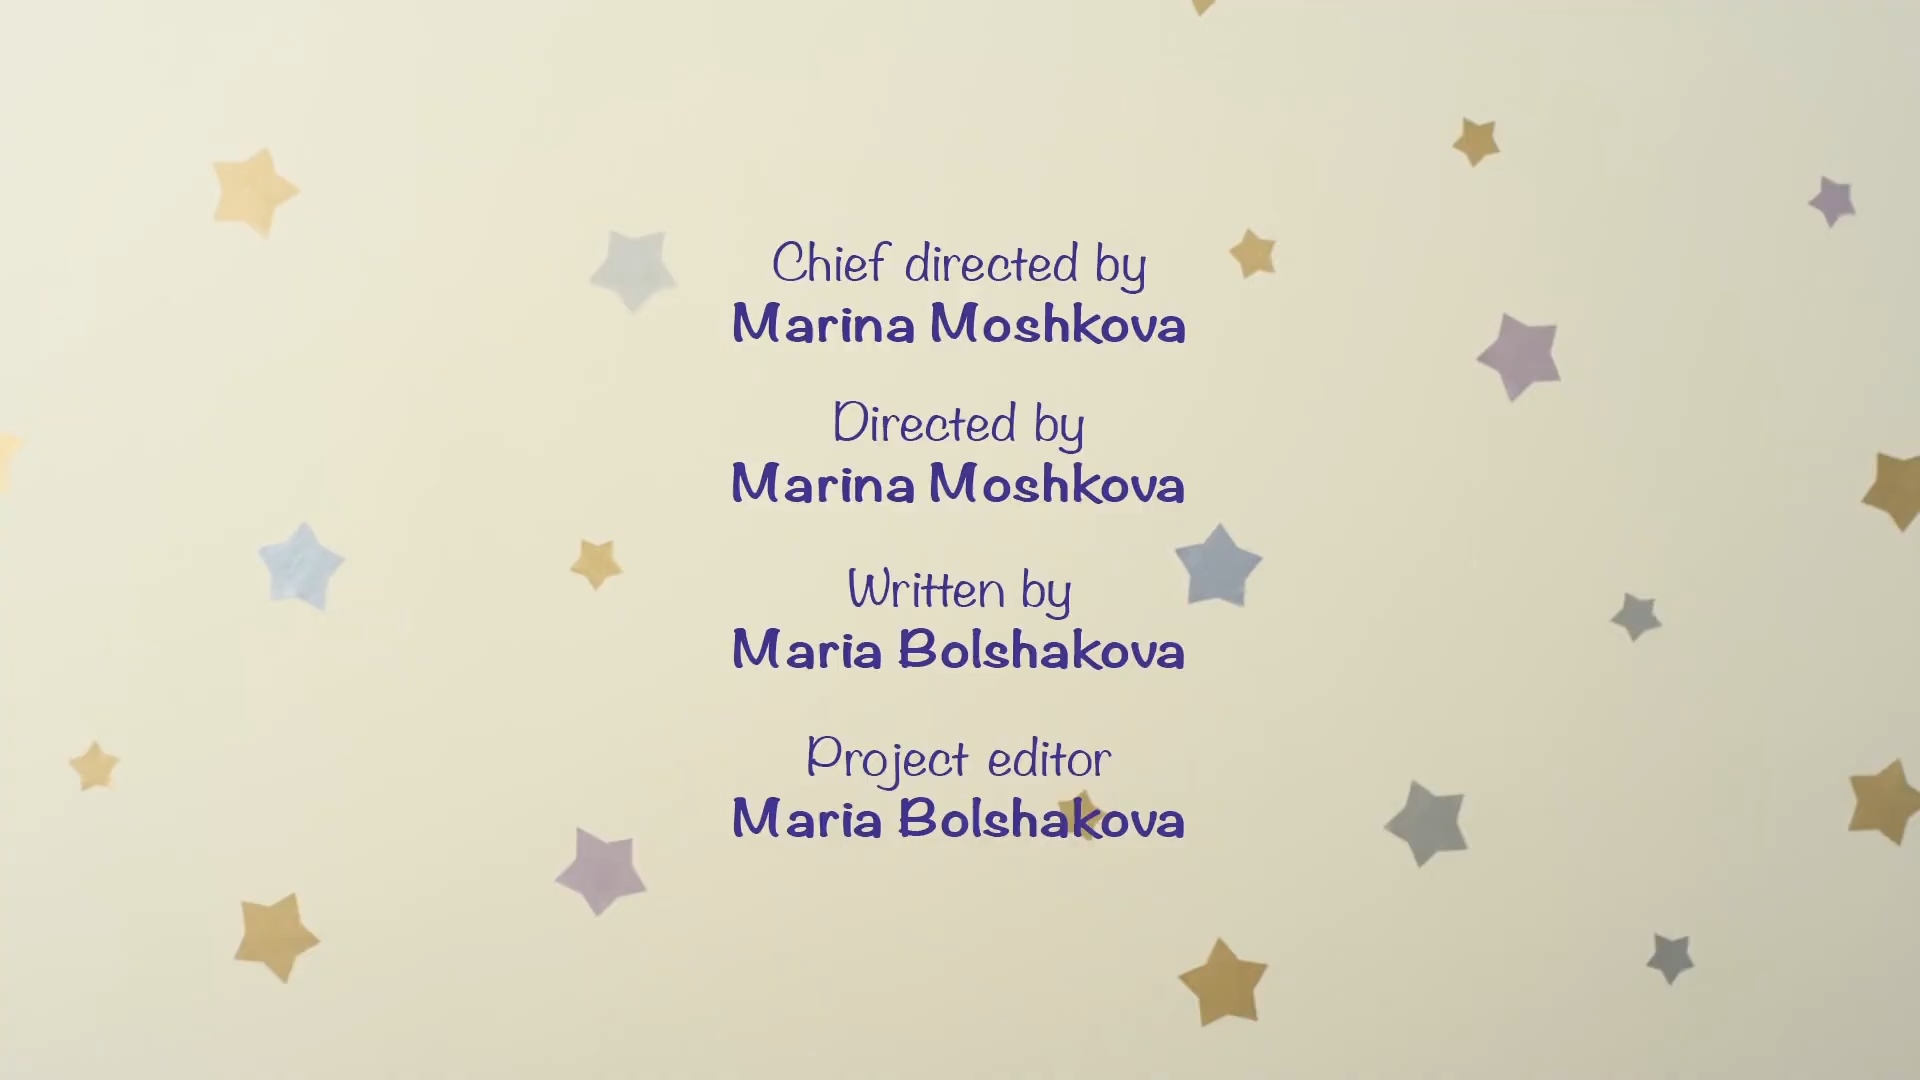 Chief directed by
Marina Moshkova
Directed by
Marina Moshkova
Written by
Maria Bolshakova
Project editor
Maria Bolshakova